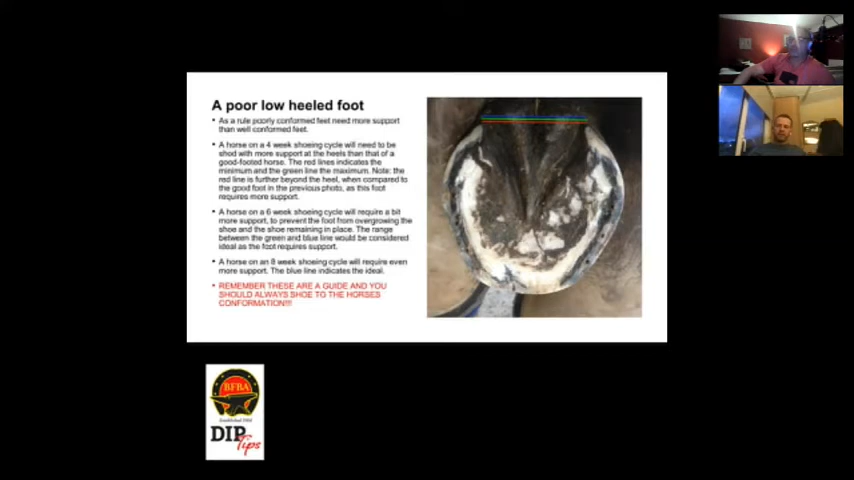 A poor low heeled foot
• As a rule poorly conformed feet need more support
than well conformed feet.
• A horse on a 4 week shoeing cycle will need to be
shod with more support at the heels than that of a
good-footed horse. The red lines indicates the
minimum and the green line the maximum. Note: the
red line is further beyond the heel, when compared to
the good foot in the previous photo, as this foot
requires more support.
• A horse on a 6 week shoeing cycle will require a bit
more support, to prevent the foot from overgrowing the
shoe and the shoe remaining in place. The range
between the green and blue line would be considered
ideal as the foot requires support.
• A horse on an 8 week shoeing cycle will require even
more support. The blue line indicates the ideal.
• REMEMBER THESE ARE A GUIDE AND YOU
SHOULD ALWAYS SHOE TO THE HORSES
CONFORMATION!!!
BFBA
DIP
Tips